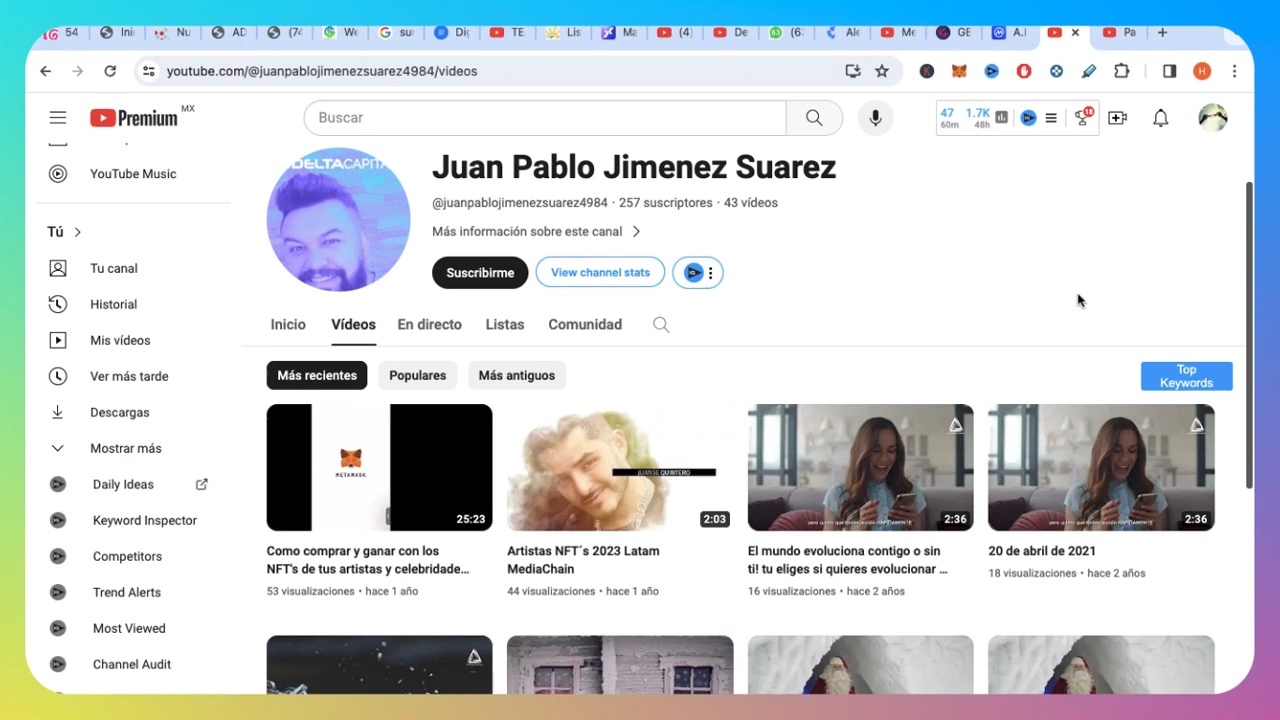 54
Ini
Nu
AD
(74
We
sur
Dig
TE
Lis
Ma
(4)
De
(6:
Ale
Me
GE
A.I
Pa
youtube.com/@juanpablojimenezsuarez4984/videos
H
Premium MX
Buscar
47 60m
1.7K 48h
18
YouTube Music
Tú
Tu canal
Historial
Mis vídeos
Ver más tarde
Descargas
Mostrar más
Daily Ideas
Keyword Inspector
Competitors
Trend Alerts
Most Viewed
Channel Audit
DELTACAPITA
Juan Pablo Jimenez Suarez
@juanpablojimenezsuarez4984 · 257 suscriptores · 43 vídeos
Más información sobre este canal
Suscribirme
View channel stats
Inicio
Vídeos
En directo
Listas
Comunidad
Más recientes
Populares
Más antiguos
Top
Keywords
METAMASK
25:23
Como comprar y ganar con los
NFT's de tus artistas y celebridade...
53 visualizaciones • hace 1 año
JUANSE QUINTERO
2:03
Artistas NFT´s 2023 Latam
MediaChain
44 visualizaciones • hace 1 año
2:36
El mundo evoluciona contigo o sin
ti! tu eliges si quieres evolucionar ...
16 visualizaciones • hace 2 años
2:36
20 de abril de 2021
18 visualizaciones • hace 2 años